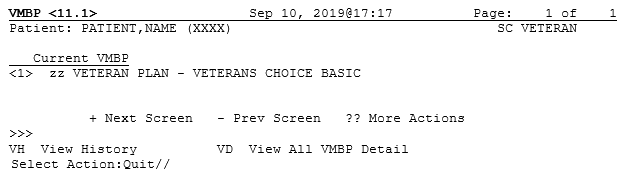 VMBP <11.1> Sep 10, 2019@17:17 Page: 1 of 1
Patient: PATIENT,NAME (XXXX) SC VETERAN
Current VMBP
<1> zz VETERAN PLAN - VETERANS CHOICE BASIC
+ Next Screen - Prev Screen ?? More Actions
>>>
VH View History VD View All VMBP Detail
Select Action:Quit//